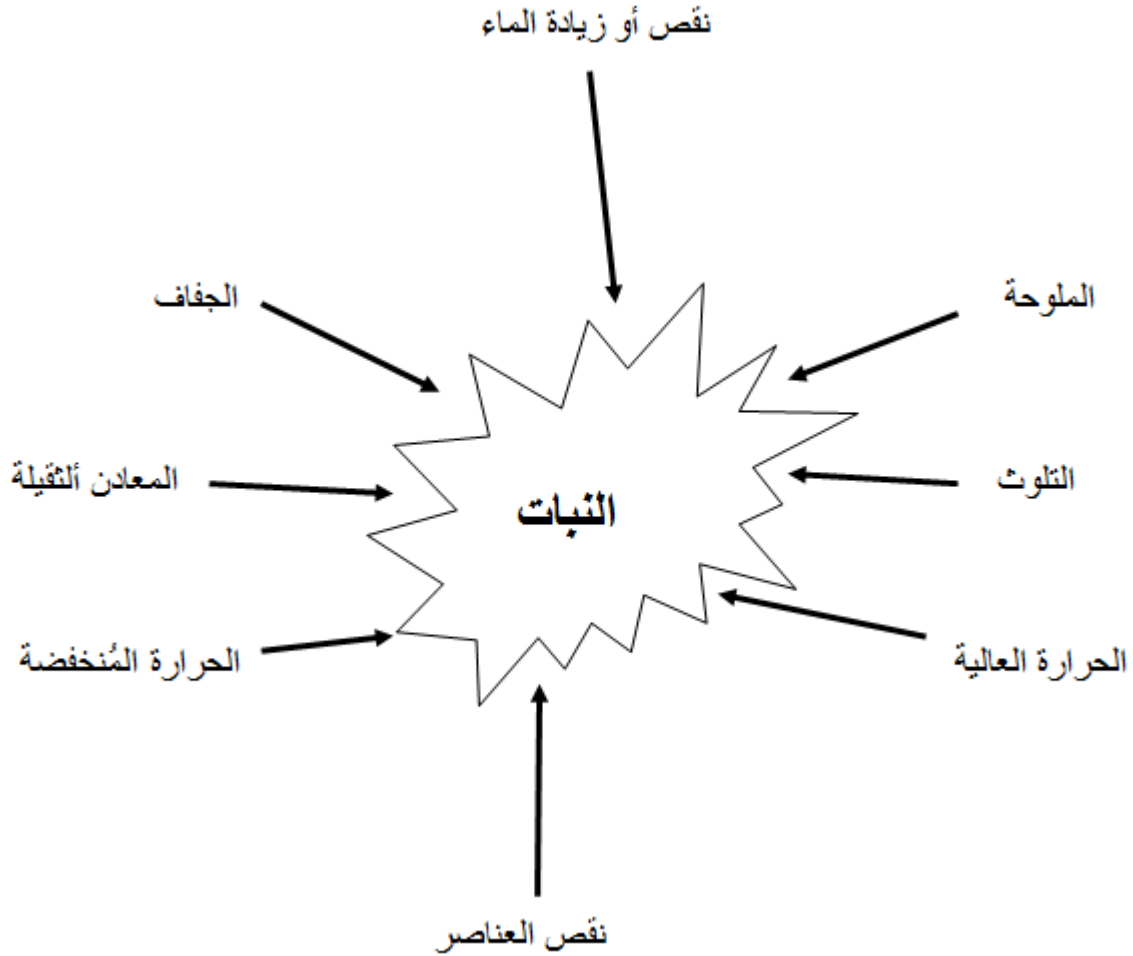 نقص أو زيادة الماء
الملوحة
الجفاف
التلوث
المعادن ألثقيلة
النبات
الحرارة العالية
الحرارة المُنخفضة
نقص العناصر